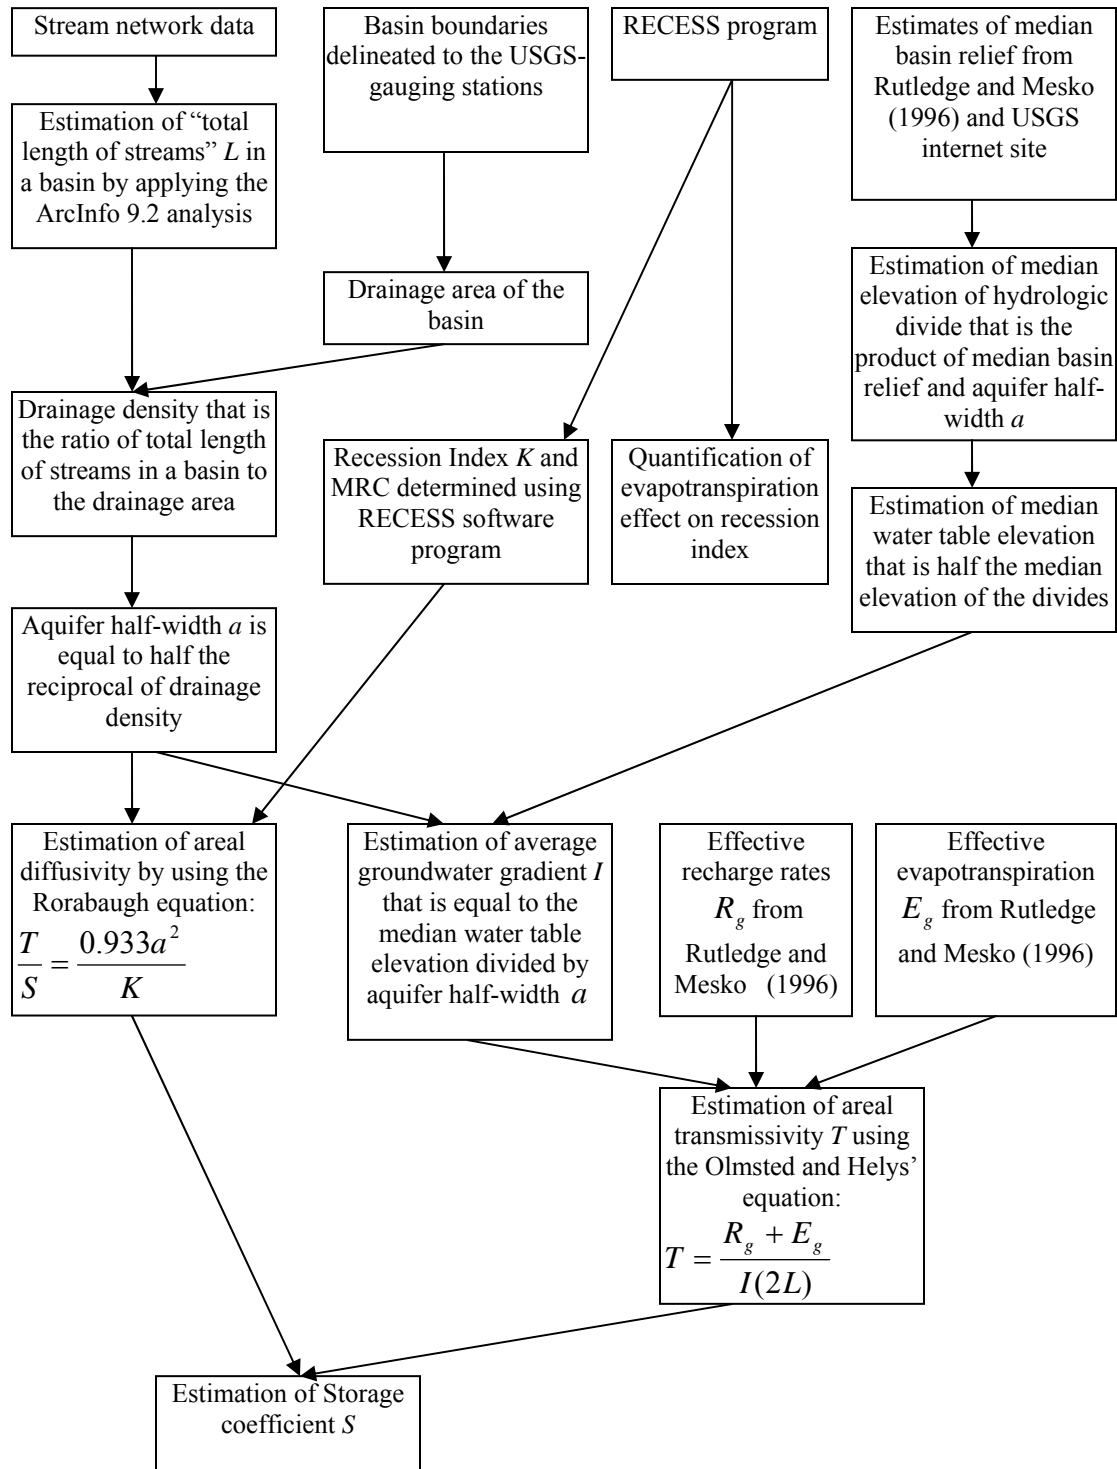 Stream network data
Basin boundaries
delineated to the USGS-
gauging stations
RECESS program
Estimates of median
basin relief from
Rutledge and Mesko
(1996) and USGS
internet site
Estimation of “total
length of streams” L in
a basin by applying the
ArcInfo 9.2 analysis
Drainage area of the
basin
Estimation of median
elevation of hydrologic
divide that is the
product of median basin
relief and aquifer half-
width a
Drainage density that is
the ratio of total length
of streams in a basin to
the drainage area
Recession Index K and
MRC determined using
RECESS software
program
Quantification of
evapotranspiration
effect on recession
index
Estimation of median
water table elevation
that is half the median
elevation of the divides
Aquifer half-width a is
equal to half the
reciprocal of drainage
density
Estimation of areal
diffusivity by using the
Rorabaugh equation:
T/S = 0.933a²/K
Estimation of average
groundwater gradient I
that is equal to the
median water table
elevation divided by
aquifer half-width a
Effective
recharge rates
R_g from
Rutledge and
Mesko (1996)
Effective
evapotranspiration
E_g from Rutledge
and Mesko (1996)
Estimation of areal
transmissivity T using
the Olmsted and Helys’
equation:
T = (R_g + E_g)/(I(2L))
Estimation of Storage
coefficient S